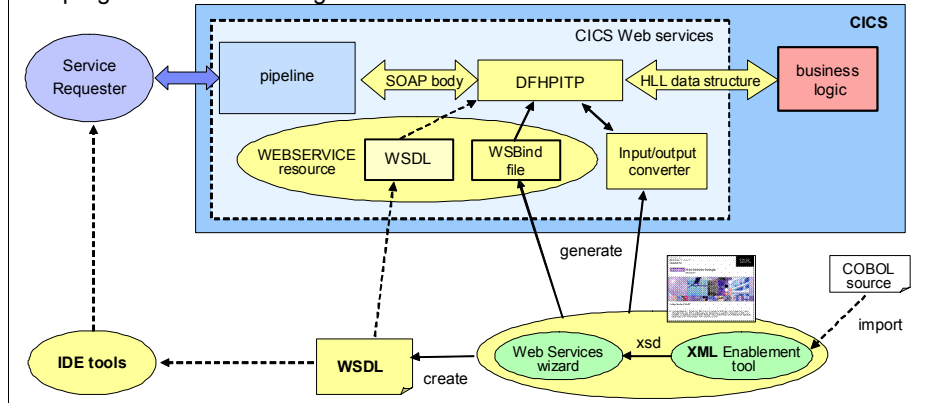 CICS
CICS Web services
Service
Requester
pipeline
SOAP body
DFHPITP
HLL data structure
business
logic
WEBSERVICE
resource
WSDL
WSBind
file
Input/output
converter
generate
COBOL
source
import
IDE tools
WSDL
create
Web Services
wizard
xsd
XML Enablement
tool